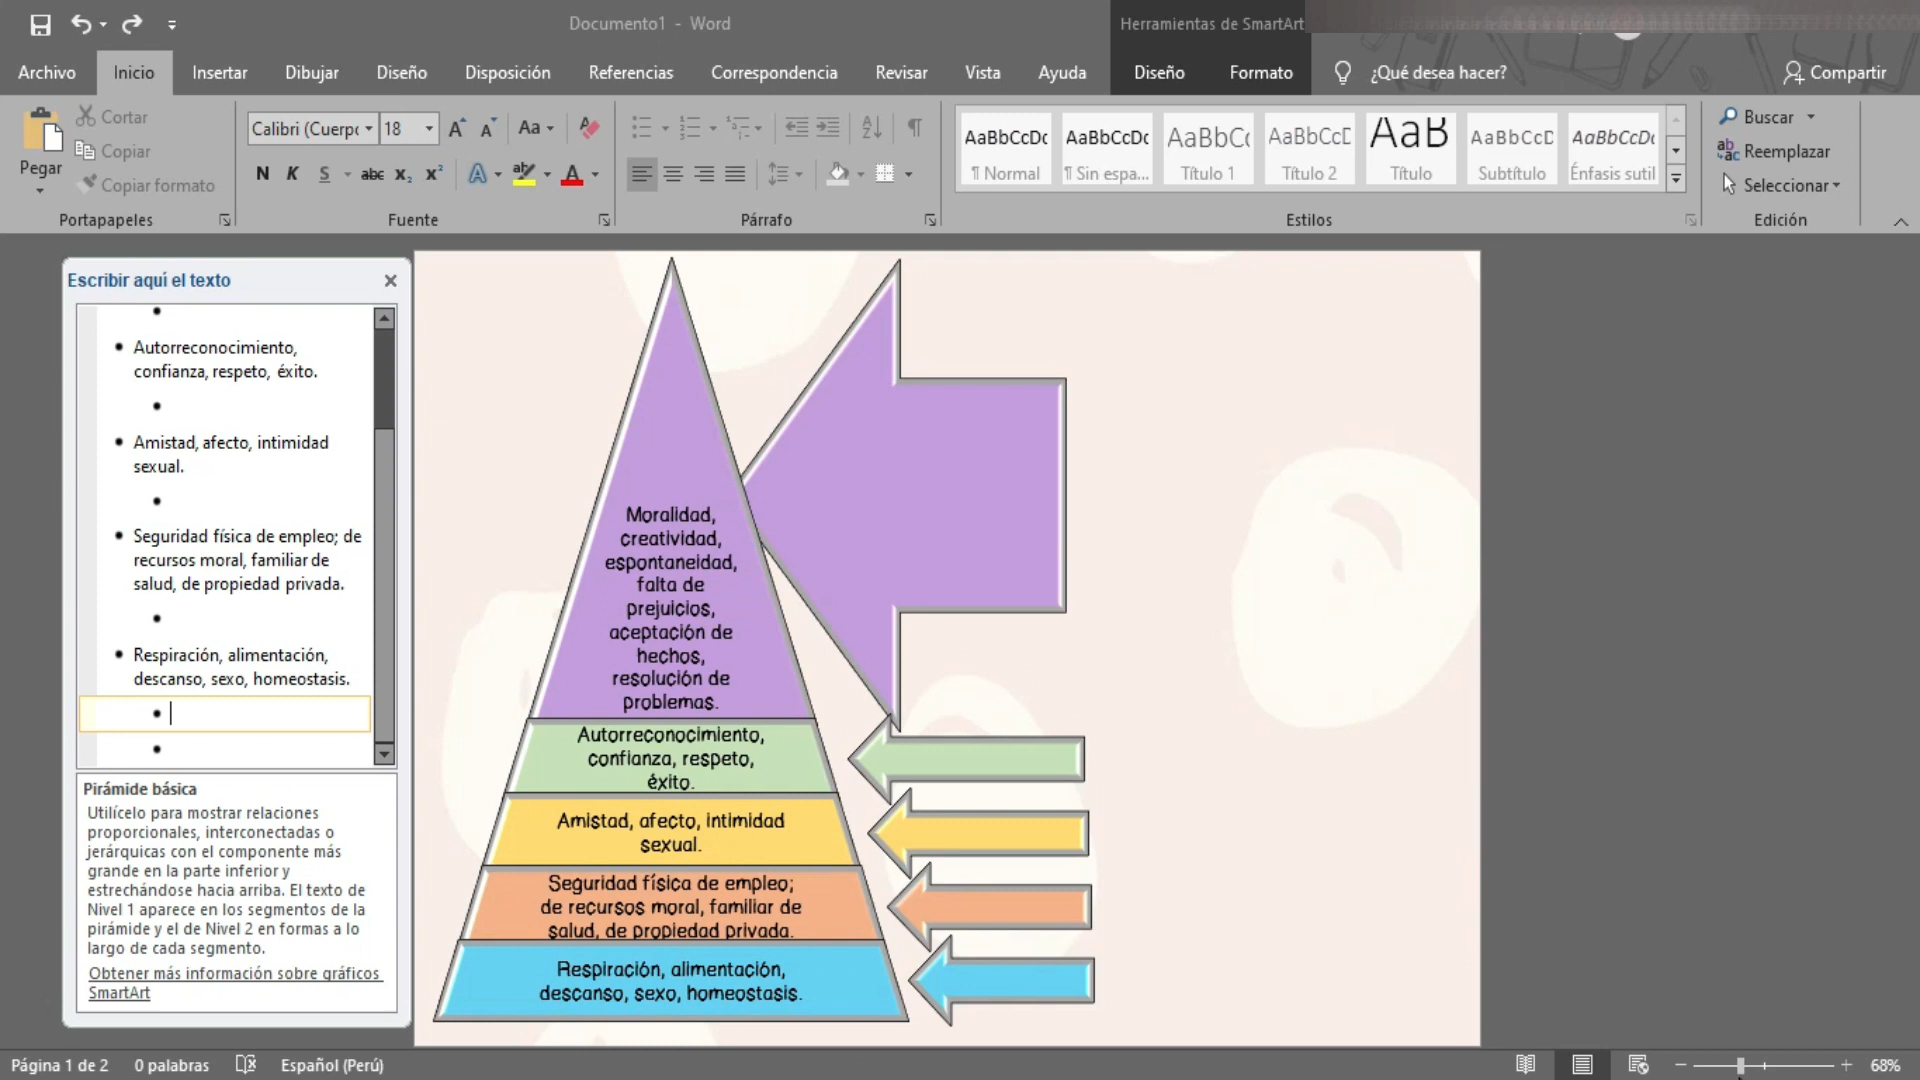 Documento1 - Word
Herramientas de SmartArt
Archivo
Inicio
Insertar
Dibujar
Diseño
Disposición
Referencias
Correspondencia
Revisar
Vista
Ayuda
Diseño
Formato
¿Qué desea hacer?
Compartir
Pegar
Cortar
Copiar
Copiar formato
Portapapeles
Calibri (Cuerpo
18
Aa
N K S abc x₂ x²
Fuente
Párrafo
AaBbCcDc
¶ Normal
AaBbCcDc
¶ Sin espa...
AaBbCc
Título 1
AaBbCcD
Título 2
AaB
Título
AaBbCcD
Subtítulo
AaBbCcDc
Énfasis sutil
Estilos
Buscar
Reemplazar
Seleccionar
Edición
Escribir aquí el texto
Autorreconocimiento,
confianza, respeto, éxito.
Amistad, afecto, intimidad
sexual.
Seguridad física de empleo; de
recursos moral, familiar de
salud, de propiedad privada.
Respiración, alimentación,
descanso, sexo, homeostasis.
Pirámide básica
Utilícelo para mostrar relaciones
proporcionales, interconectadas o
jerárquicas con el componente más
grande en la parte inferior y
estrechándose hacia arriba. El texto de
Nivel 1 aparece en los segmentos de la
pirámide y el de Nivel 2 en formas a lo
largo de cada segmento.
Obtener más información sobre gráficos
SmartArt
Moralidad,
creatividad,
espontaneidad,
falta de
prejuicios,
aceptación de
hechos,
resolución de
problemas.
Autorreconocimiento,
confianza, respeto,
éxito.
Amistad, afecto, intimidad
sexual.
Seguridad física de empleo;
de recursos moral, familiar de
salud, de propiedad privada.
Respiración, alimentación,
descanso, sexo, homeostasis.
Página 1 de 2
0 palabras
Español (Perú)
68%